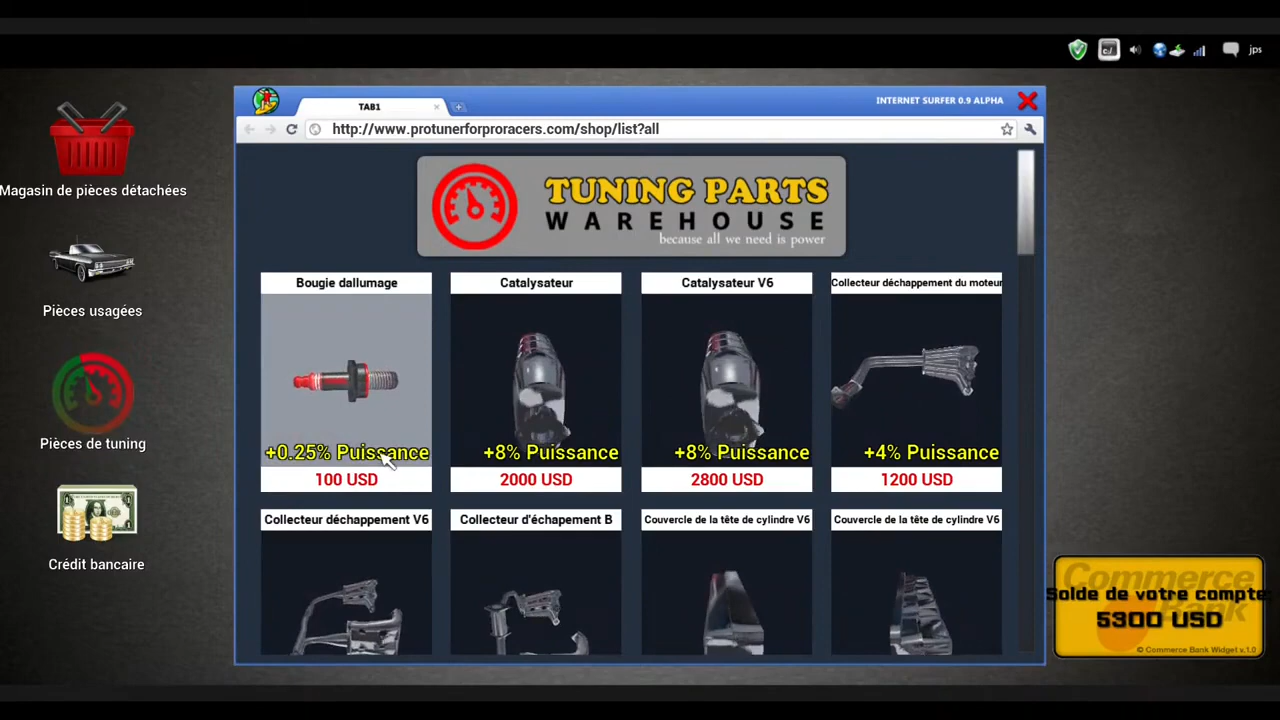 jps
TAB1
INTERNET SURFER 0.9 ALPHA
http://www.protunerforproracers.com/shop/list?all
Magasin de pièces détachées
Pièces usagées
Pièces de tuning
Crédit bancaire
TUNING PARTS
WAREHOUSE
because all we need is power
Bougie dallumage
+0.25% Puissance
100 USD
Catalysateur
+8% Puissance
2000 USD
Catalysateur V6
+8% Puissance
2800 USD
Collecteur déchappement du moteur
+4% Puissance
1200 USD
Collecteur déchappement V6
Collecteur d'échapement B
Couvercle de la tête de cylindre V6
Couvercle de la tête de cylindre V6
Commerce
Bank
Solde de votre compte:
5300 USD
© Commerce Bank Widget v.1.0